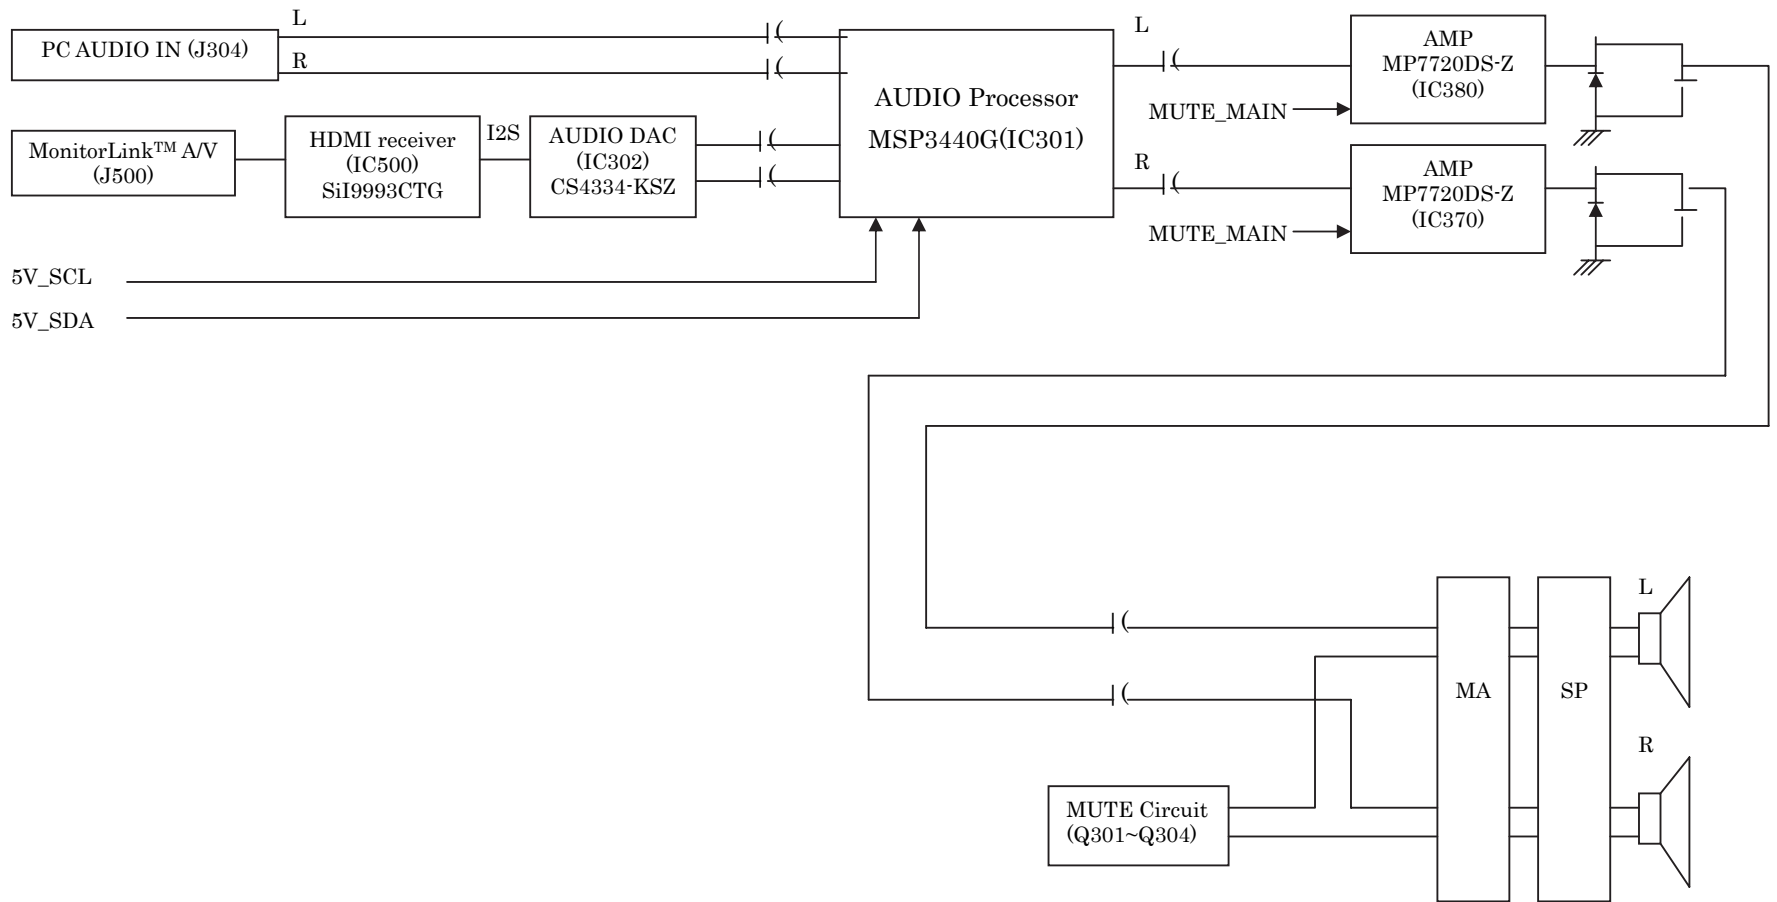 L
PC AUDIO IN (J304)
R
MonitorLink™ A/V
(J500)
HDMI receiver
(IC500)
SiI9993CTG
I2S
AUDIO DAC
(IC302)
CS4334-KSZ
AUDIO Processor
MSP3440G(IC301)
5V_SCL
5V_SDA
L
AMP
MP7720DS-Z
(IC380)
MUTE_MAIN
R
AMP
MP7720DS-Z
(IC370)
MUTE_MAIN
MA
SP
L
R
MUTE Circuit
(Q301~Q304)